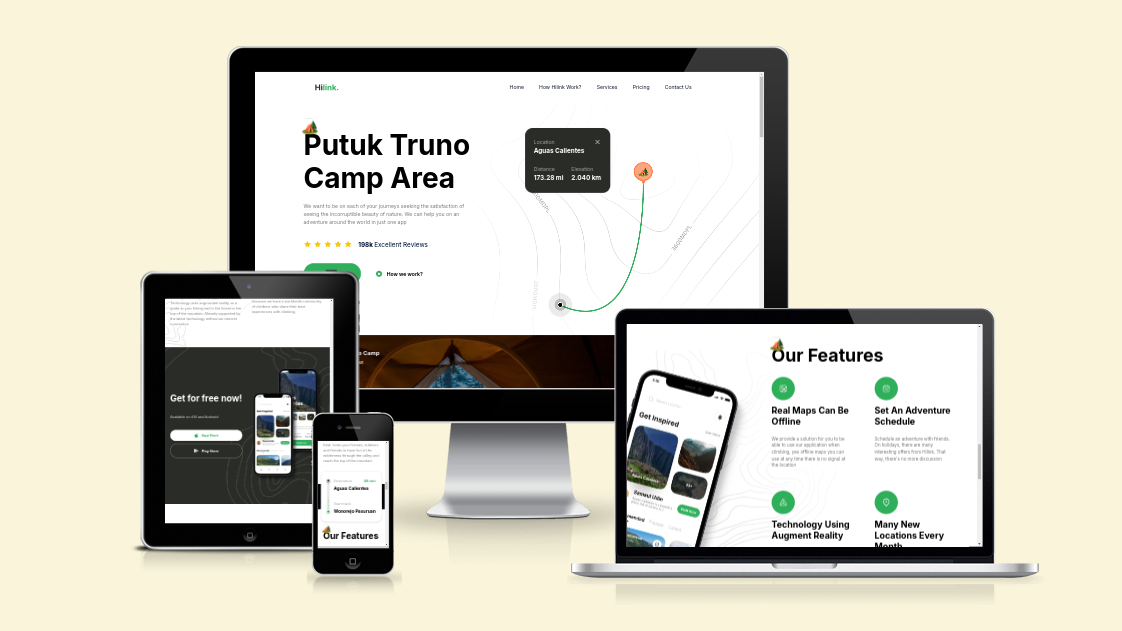 Hilink.
Home How Hilink Work? Services Pricing Contact Us
Putuk Truno
Camp Area
We want to be on each of your journeys seeking the satisfaction of
seeing the incorruptible beauty of nature. We can help you on an
adventure around the world in just one app
198k Excellent Reviews
How we work?
Location
Aguas Calientes
Distance Elevation
173.28 mi 2.040 km
Camp
Get for free now!
Available on iOS and Android
App Store
Play Store
Aguas Calientes
Wonorejo Pasuruan
Our Features
Get Inspired
Our Features
Real Maps Can Be
Offline
We provide a solution for you to be
able to use our application when
climbing, yes offline maps you can
use at any time there is no signal at
the location
Set An Adventure
Schedule
Schedule an adventure with friends.
On holidays, there are many
interesting offers from Hilink. That
way, there's no more discussion
Technology Using
Augment Reality
Many New
Locations Every
Month